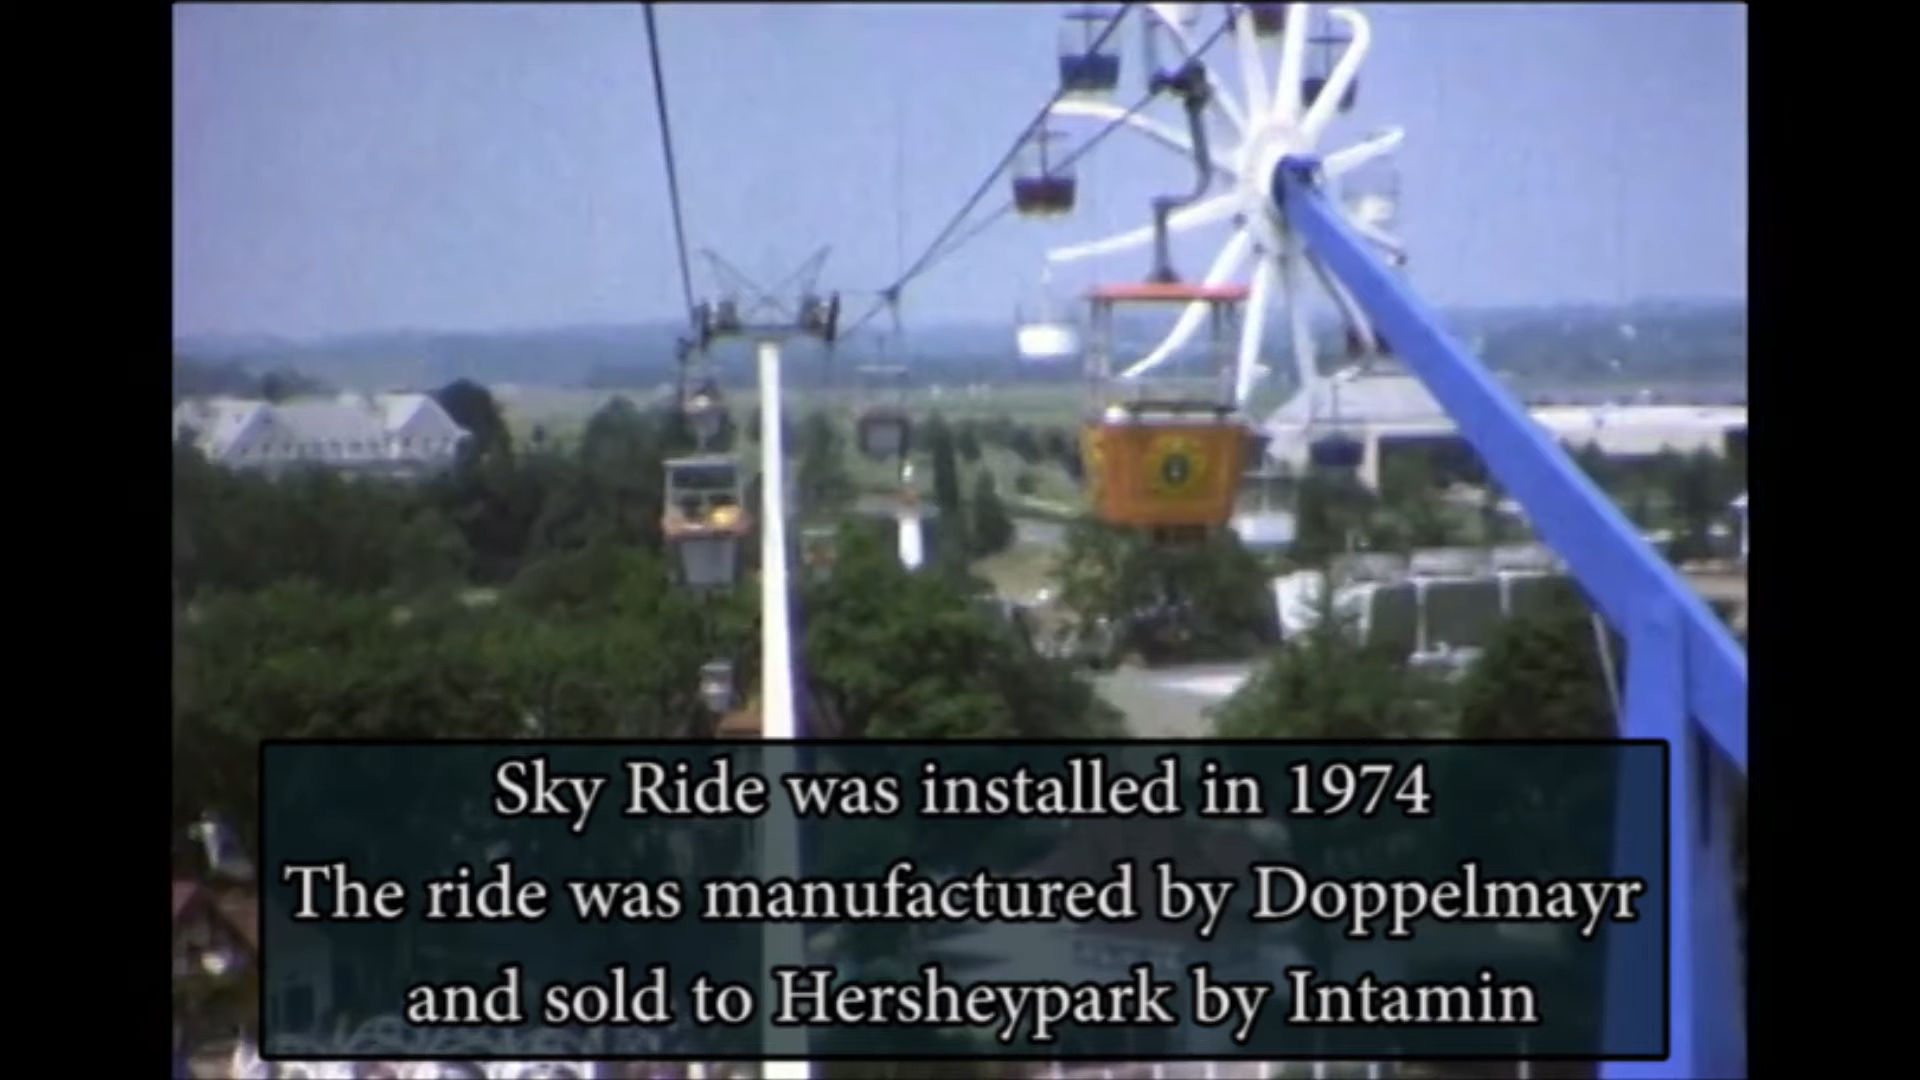 Sky Ride was installed in 1974
The ride was manufactured by Doppelmayr
and sold to Hersheypark by Intamin